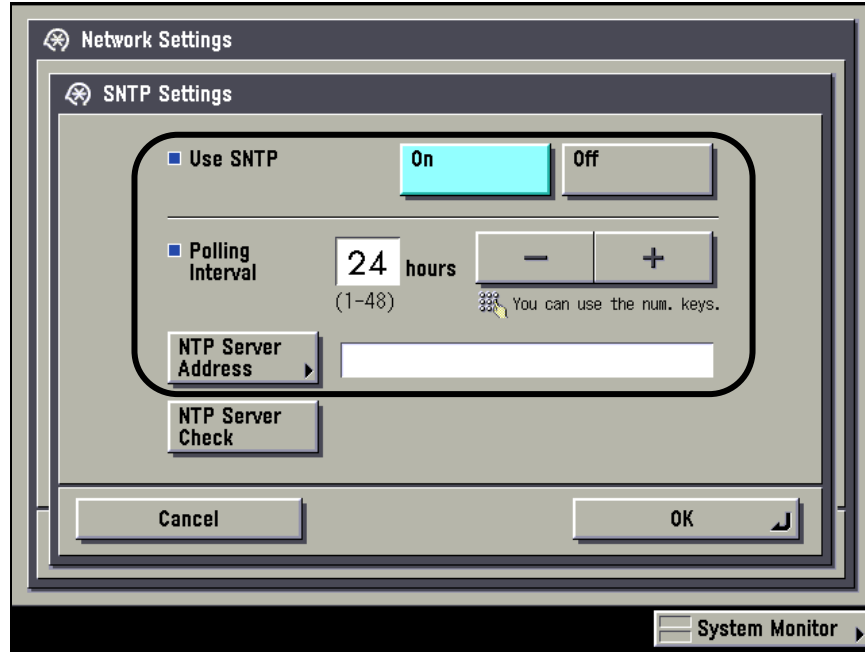 Network Settings
SNTP Settings
Use SNTP
On
Off
Polling
Interval
24 hours
－
＋
(1-48)
You can use the num. keys.
NTP Server
Address
NTP Server
Check
Cancel
OK
System Monitor